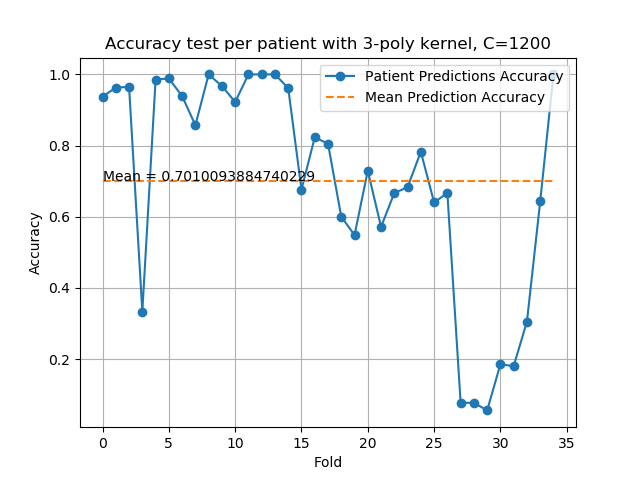 Accuracy test per patient with 3-poly kernel, C=1200
Patient Predictions Accuracy
Mean Prediction Accuracy
Mean = 0.7010093884740229
Accuracy
1.0
0.8
0.6
0.4
0.2
0 5 10 15 20 25 30 35
Fold